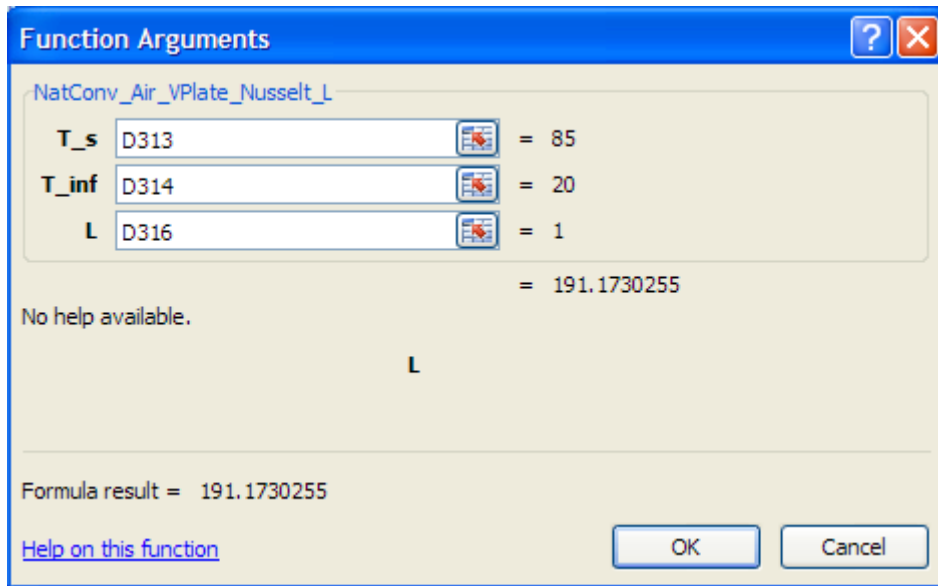 Function Arguments
NatConv_Air_VPlate_Nusselt_L
T_s D313 = 85
T_inf D314 = 20
L D316 = 1
= 191.1730255
No help available.
L
Formula result = 191.1730255
Help on this function OK Cancel